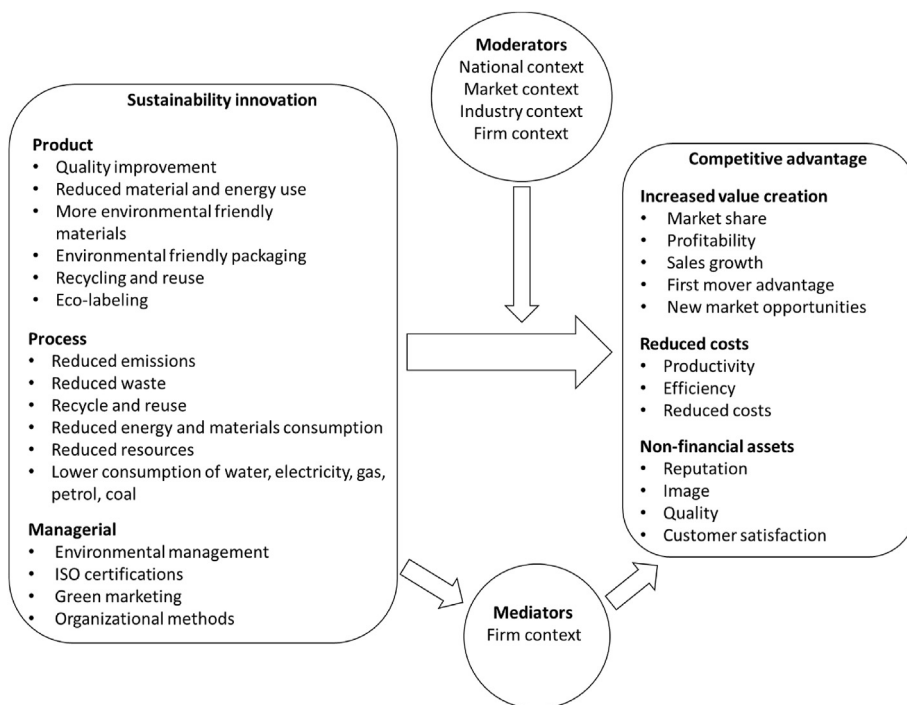 Sustainability innovation
Product
• Quality improvement
• Reduced material and energy use
• More environmental friendly
materials
• Environmental friendly packaging
• Recycling and reuse
• Eco-labeling
Process
• Reduced emissions
• Reduced waste
• Recycle and reuse
• Reduced energy and materials consumption
• Reduced resources
• Lower consumption of water, electricity, gas,
petrol, coal
Managerial
• Environmental management
• ISO certifications
• Green marketing
• Organizational methods
Moderators
National context
Market context
Industry context
Firm context
Mediators
Firm context
Competitive advantage
Increased value creation
• Market share
• Profitability
• Sales growth
• First mover advantage
• New market opportunities
Reduced costs
• Productivity
• Efficiency
• Reduced costs
Non-financial assets
• Reputation
• Image
• Quality
• Customer satisfaction